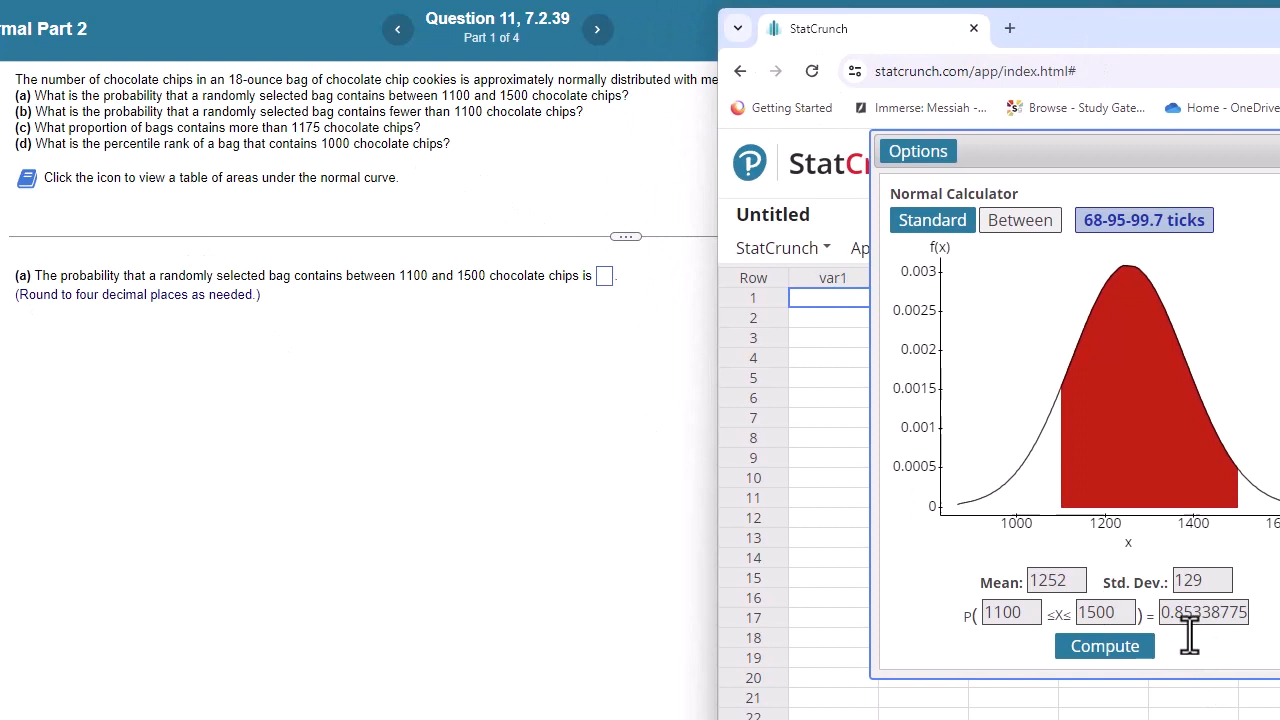 rmal Part 2
Question 11, 7.2.39
Part 1 of 4
The number of chocolate chips in an 18-ounce bag of chocolate chip cookies is approximately normally distributed with me
(a) What is the probability that a randomly selected bag contains between 1100 and 1500 chocolate chips?
(b) What is the probability that a randomly selected bag contains fewer than 1100 chocolate chips?
(c) What proportion of bags contains more than 1175 chocolate chips?
(d) What is the percentile rank of a bag that contains 1000 chocolate chips?
Click the icon to view a table of areas under the normal curve.
(a) The probability that a randomly selected bag contains between 1100 and 1500 chocolate chips is .
(Round to four decimal places as needed.)
StatCrunch
statcrunch.com/app/index.html#
Getting Started
Immerse: Messiah -...
Browse - Study Gate...
Home - OneDrive
StatCr
Untitled
StatCrunch
Ap
Row var1
1
2
3
4
5
6
7
8
9
10
11
12
13
14
15
16
17
18
19
20
21
22
Options
Normal Calculator
Standard Between 68-95-99.7 ticks
f(x)
0.003
0.0025
0.002
0.0015
0.001
0.0005
0
1000 1200 1400 16
x
Mean: 1252 Std. Dev.: 129
P( 1100 ≤X≤ 1500 ) = 0.85338775
Compute